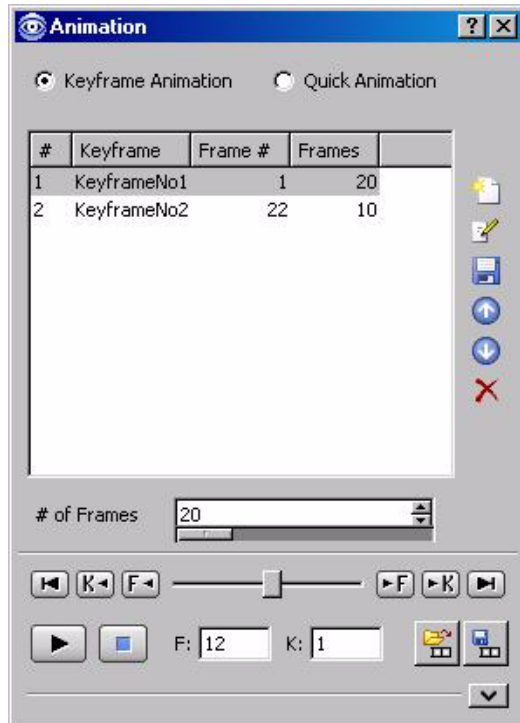 Animation
Keyframe Animation Quick Animation
# Keyframe Frame # Frames
1 KeyframeNo1 1 20
2 KeyframeNo2 22 10
# of Frames 20
K F F K
F: 12 K: 1